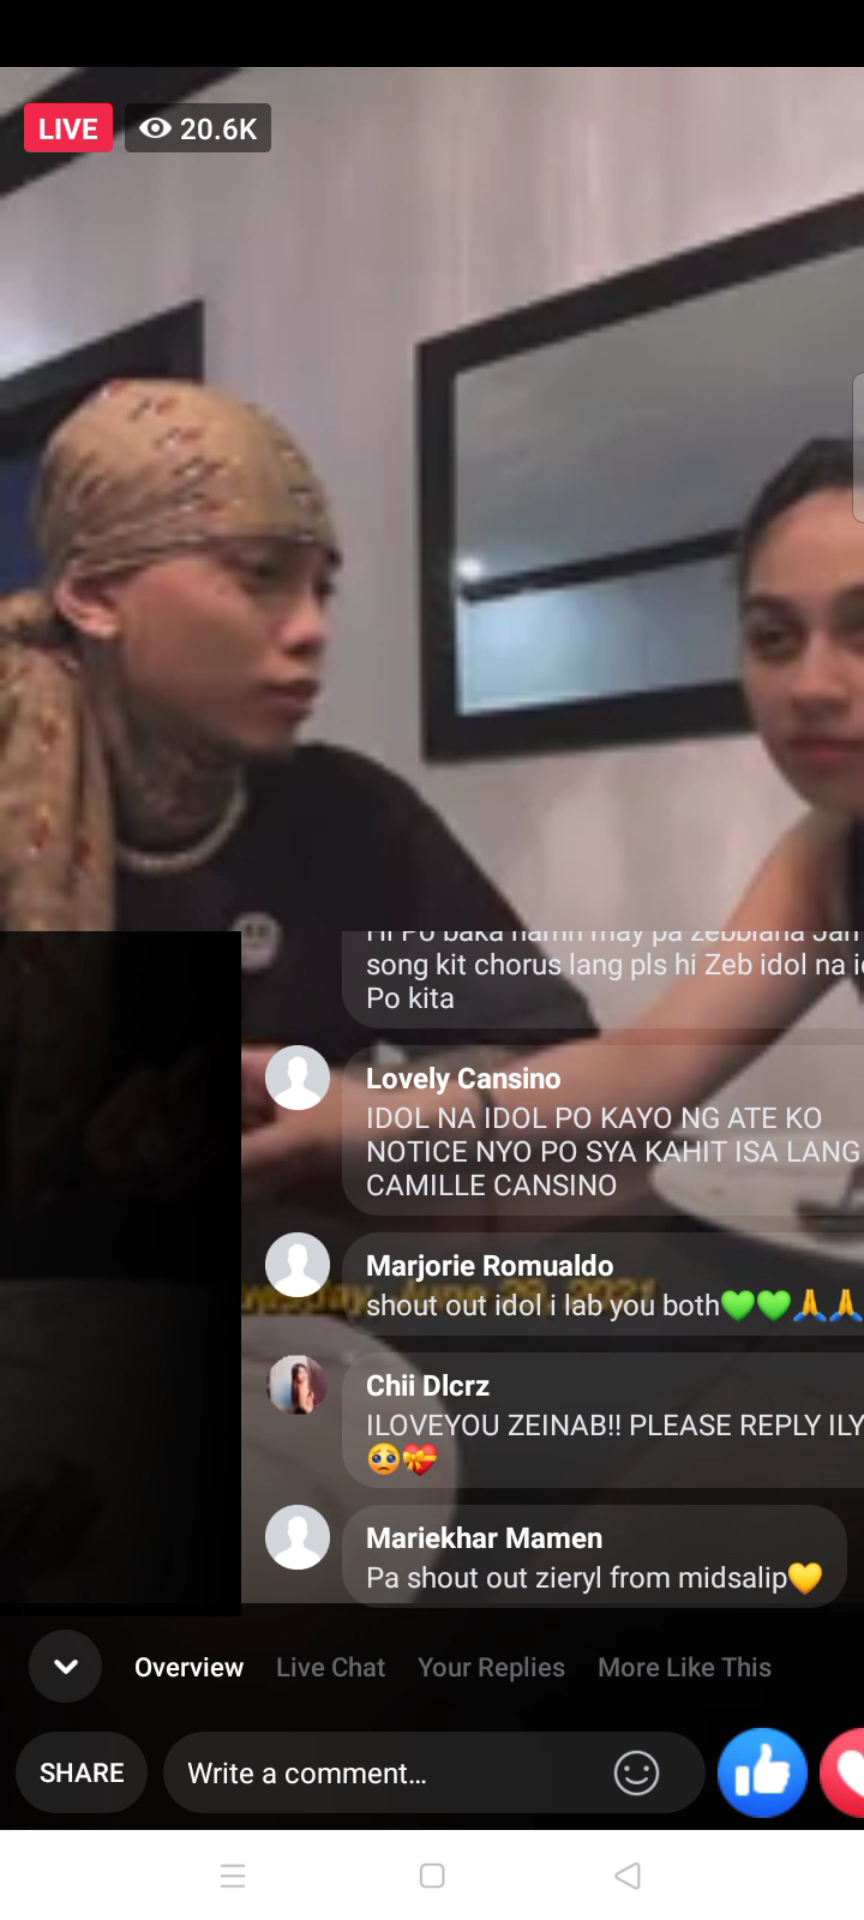 LIVE 20.6K
song kit chorus lang pls hi Zeb idol na
Po kita
Lovely Cansino
IDOL NA IDOL PO KAYO NG ATE KO
NOTICE NYO PO SYA KAHIT ISA LANG
CAMILLE CANSINO
Marjorie Romualdo
shout out idol i lab you both💚💚🙏🙏
Chii Dlcrz
ILOVEYOU ZEINAB!! PLEASE REPLY ILY
🥺💝
Mariekhar Mamen
Pa shout out zieryl from midsalip💛
Overview Live Chat Your Replies More Like This
SHARE Write a comment...